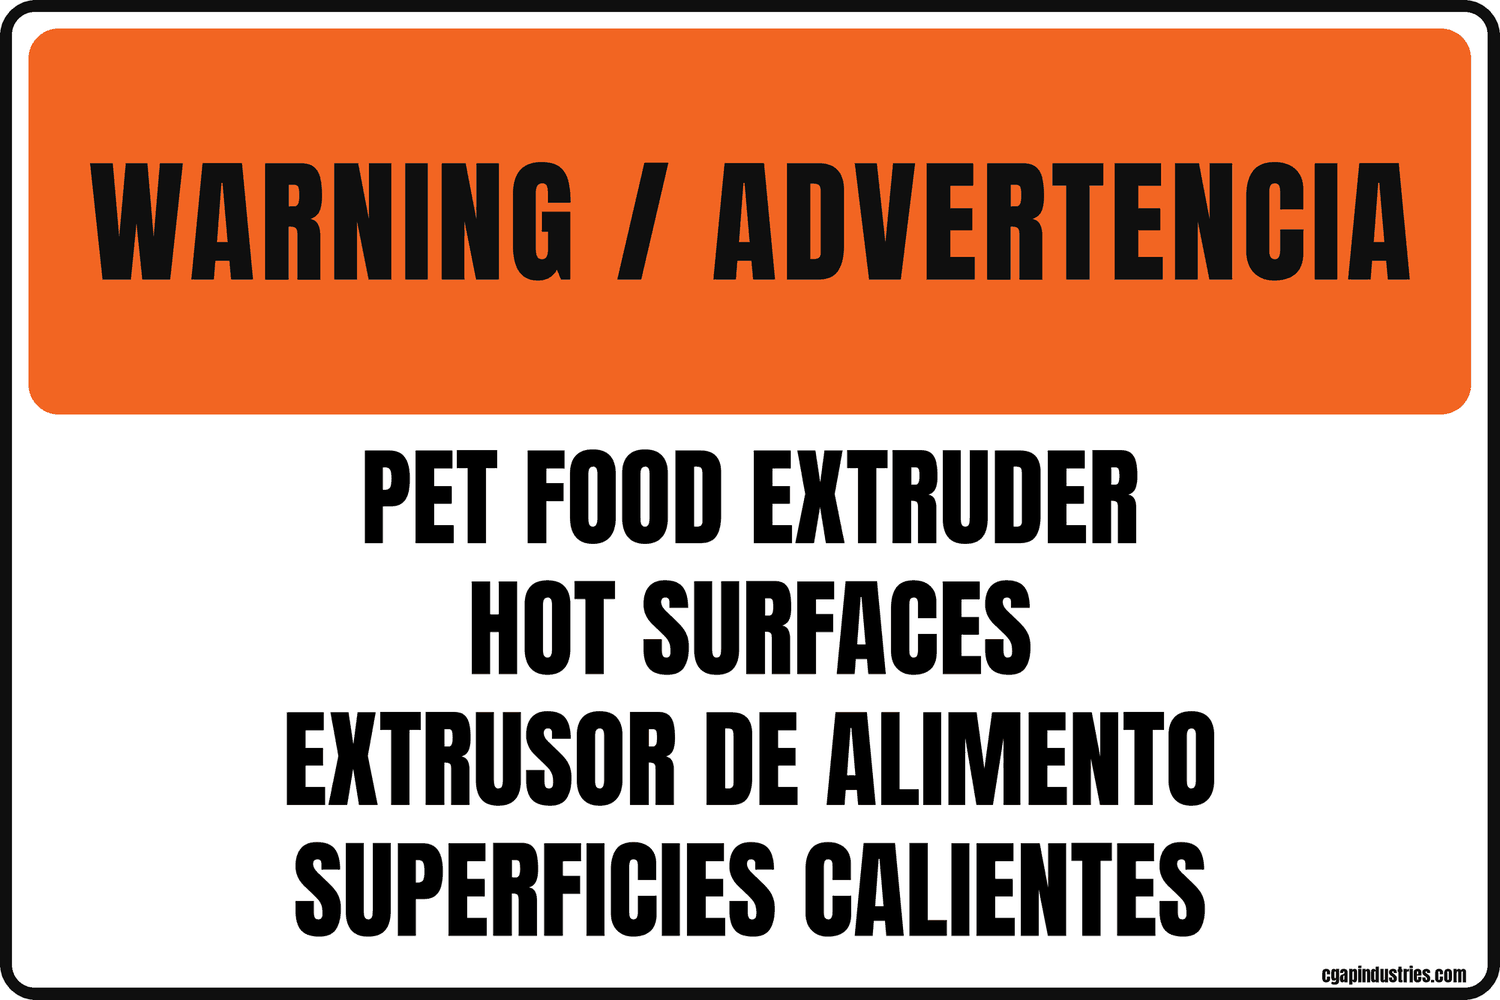 WARNING / ADVERTENCIA
PET FOOD EXTRUDER
HOT SURFACES
EXTRUSOR DE ALIMENTO
SUPERFICIES CALIENTES
cgapindustries.com